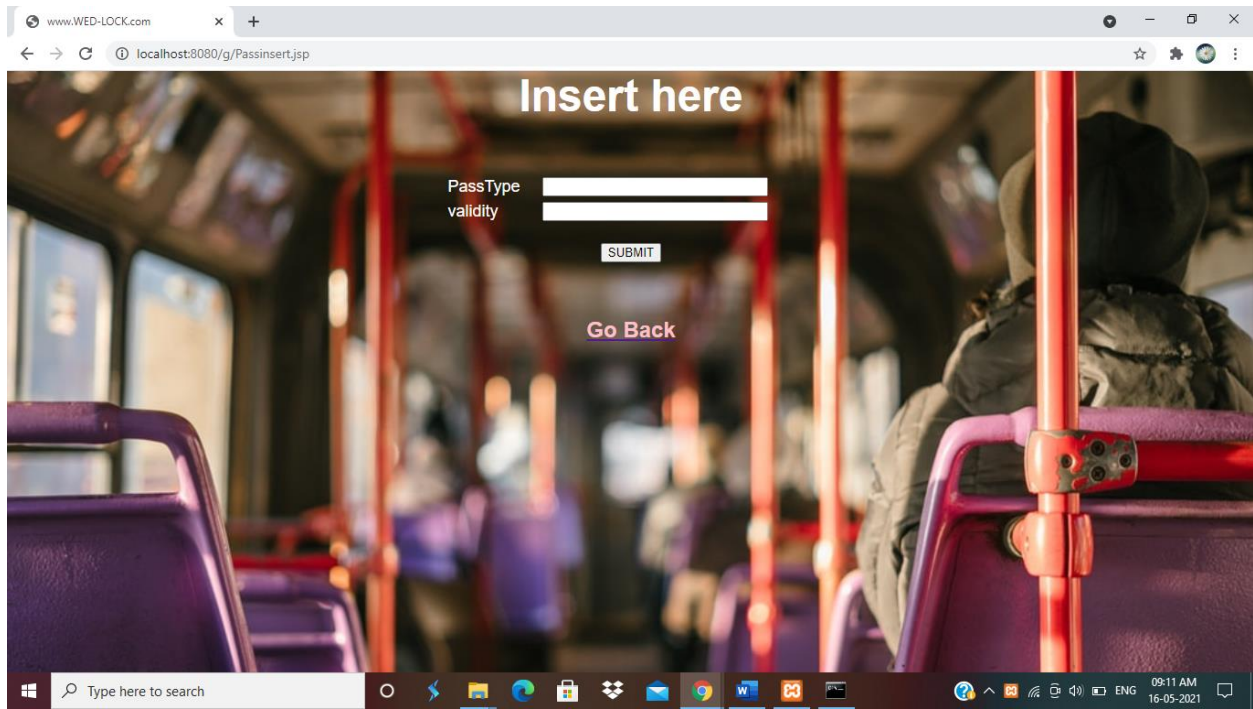 www.WED-LOCK.com
localhost:8080/g/Passinsert.jsp
Insert here
PassType
validity
SUBMIT
Go Back
Type here to search
ENG
09:11 AM
16-05-2021